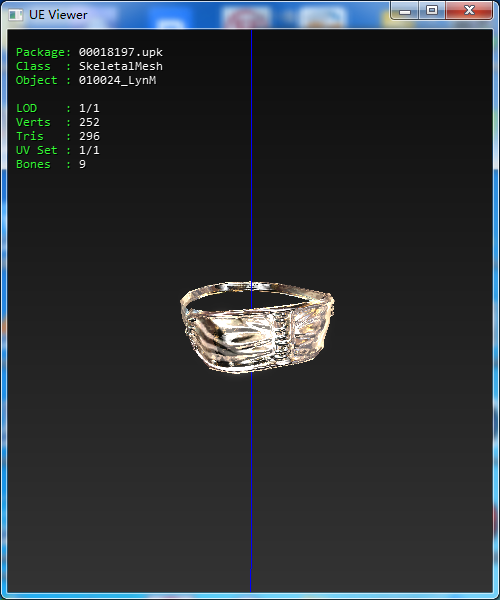 UE Viewer
Package: 00018197.upk
Class : SkeletalMesh
Object : 010024_LynM
LOD : 1/1
Verts : 252
Tris : 296
UV Set : 1/1
Bones : 9